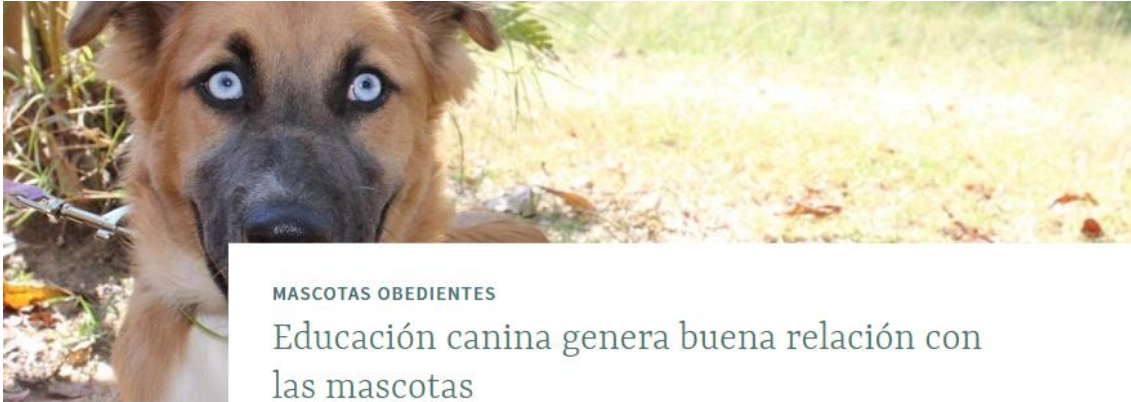 MASCOTAS OBEDIENTES
Educación canina genera buena relación con
las mascotas